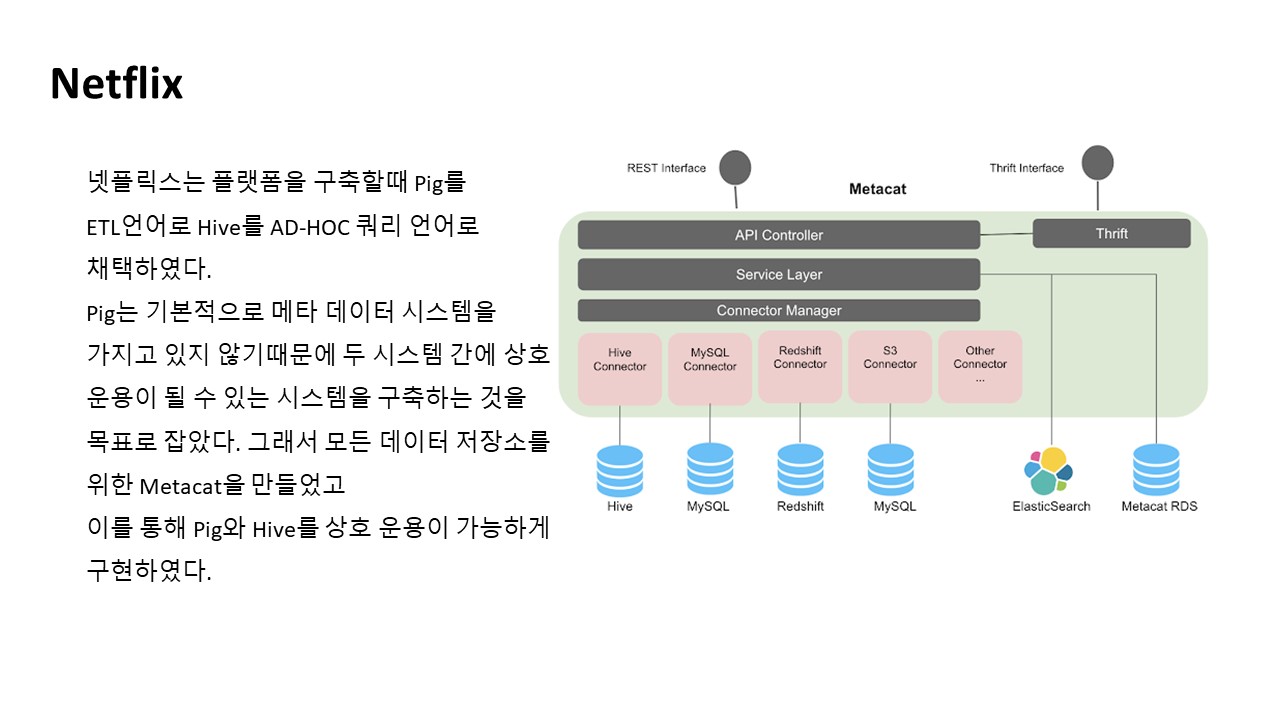 Netflix
넷플릭스는 플랫폼을 구축할때 Pig를
ETL언어로 Hive를 AD-HOC 쿼리 언어로
채택하였다.
Pig는 기본적으로 메타 데이터 시스템을
가지고 있지 않기때문에 두 시스템 간에 상호
운용이 될 수 있는 시스템을 구축하는 것을
목표로 잡았다. 그래서 모든 데이터 저장소를
위한 Metacat을 만들었고
이를 통해 Pig와 Hive를 상호 운용이 가능하게
구현하였다.
REST Interface
Thrift Interface
Metacat
API Controller
Thrift
Service Layer
Connector Manager
Hive
Connector
MySQL
Connector
Redshift
Connector
S3
Connector
Other
Connector
...
Hive
MySQL
Redshift
MySQL
ElasticSearch
Metacat RDS